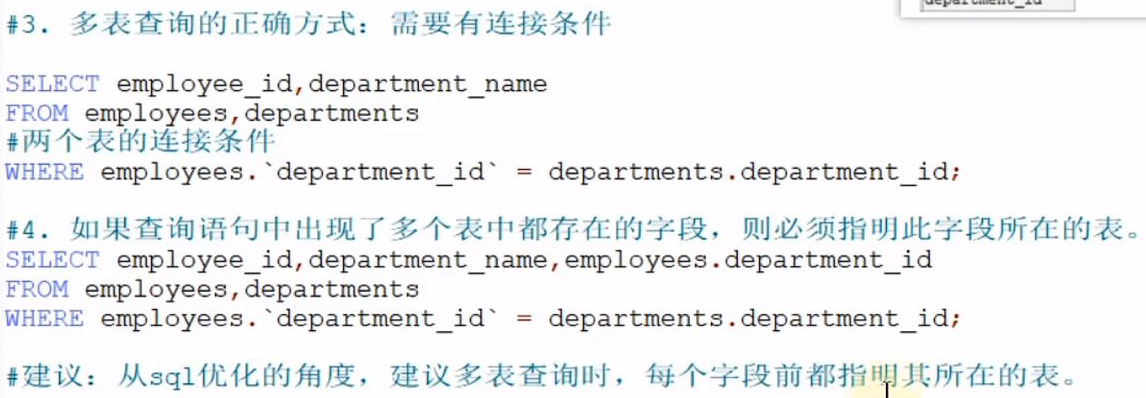 department_id
#3. 多表查询的正确方式：需要有连接条件
SELECT employee_id,department_name
FROM employees,departments
#两个表的连接条件
WHERE employees.`department_id` = departments.department_id;
#4. 如果查询语句中出现了多个表中都存在的字段，则必须指明此字段所在的表。
SELECT employee_id,department_name,employees.department_id
FROM employees,departments
WHERE employees.`department_id` = departments.department_id;
#建议：从sql优化的角度，建议多表查询时，每个字段前都指明其所在的表。